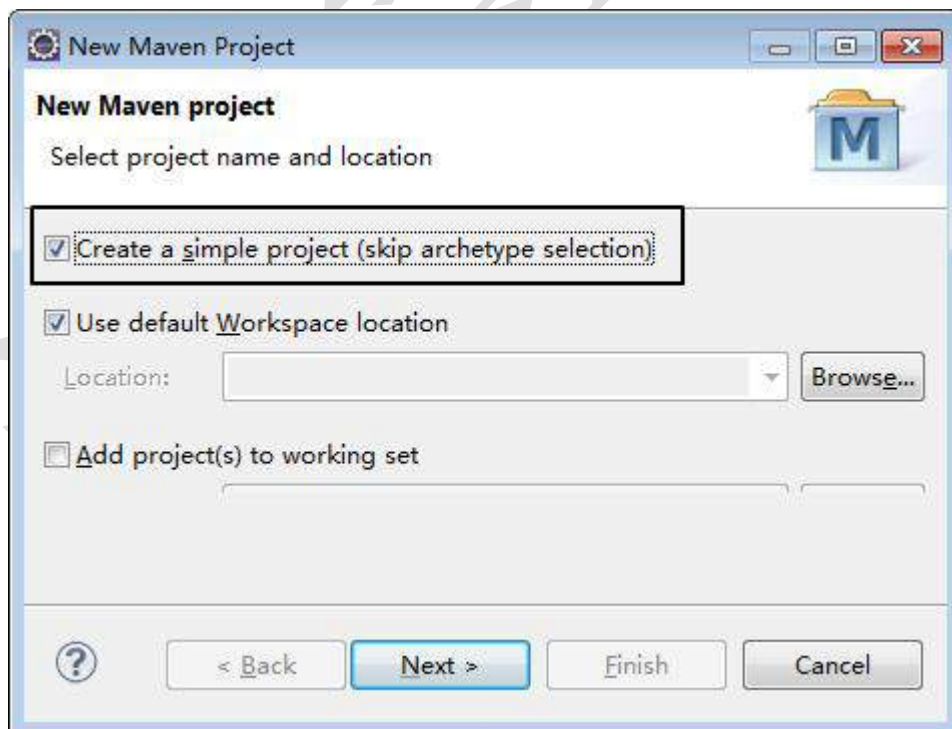 New Maven Project
New Maven project
Select project name and location
M
Create a simple project (skip archetype selection)
Use default Workspace location
Location:
Browse...
Add project(s) to working set
?
< Back
Next >
Finish
Cancel